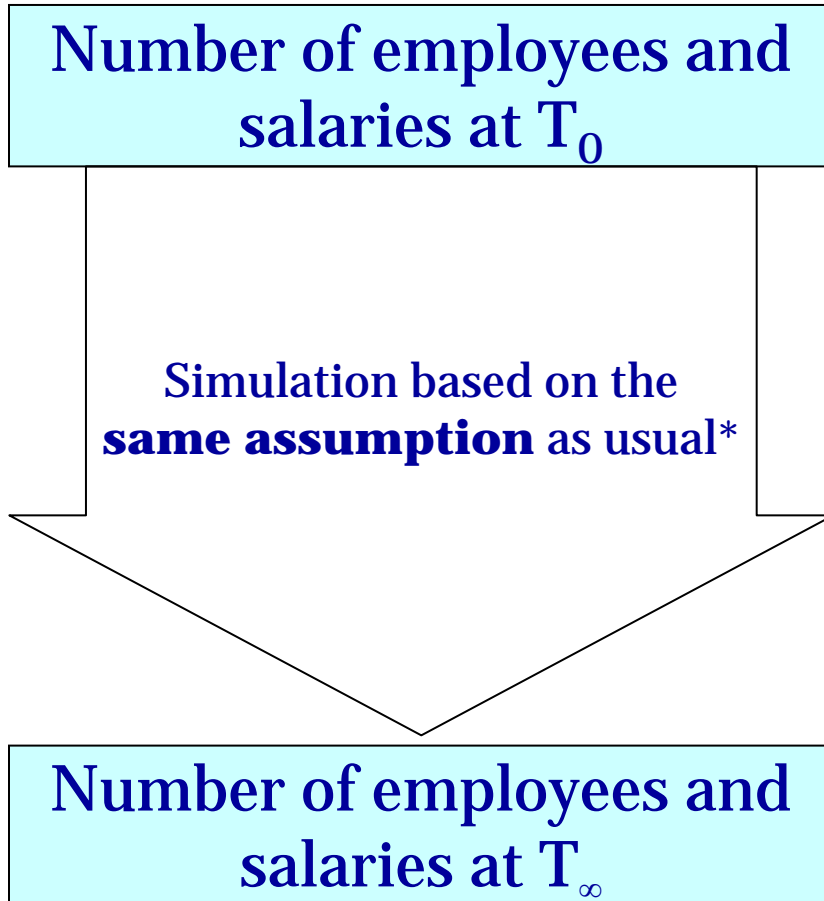 Number of employees and
salaries at T₀
Simulation based on the
same assumption as usual*
Number of employees and
salaries at T∞